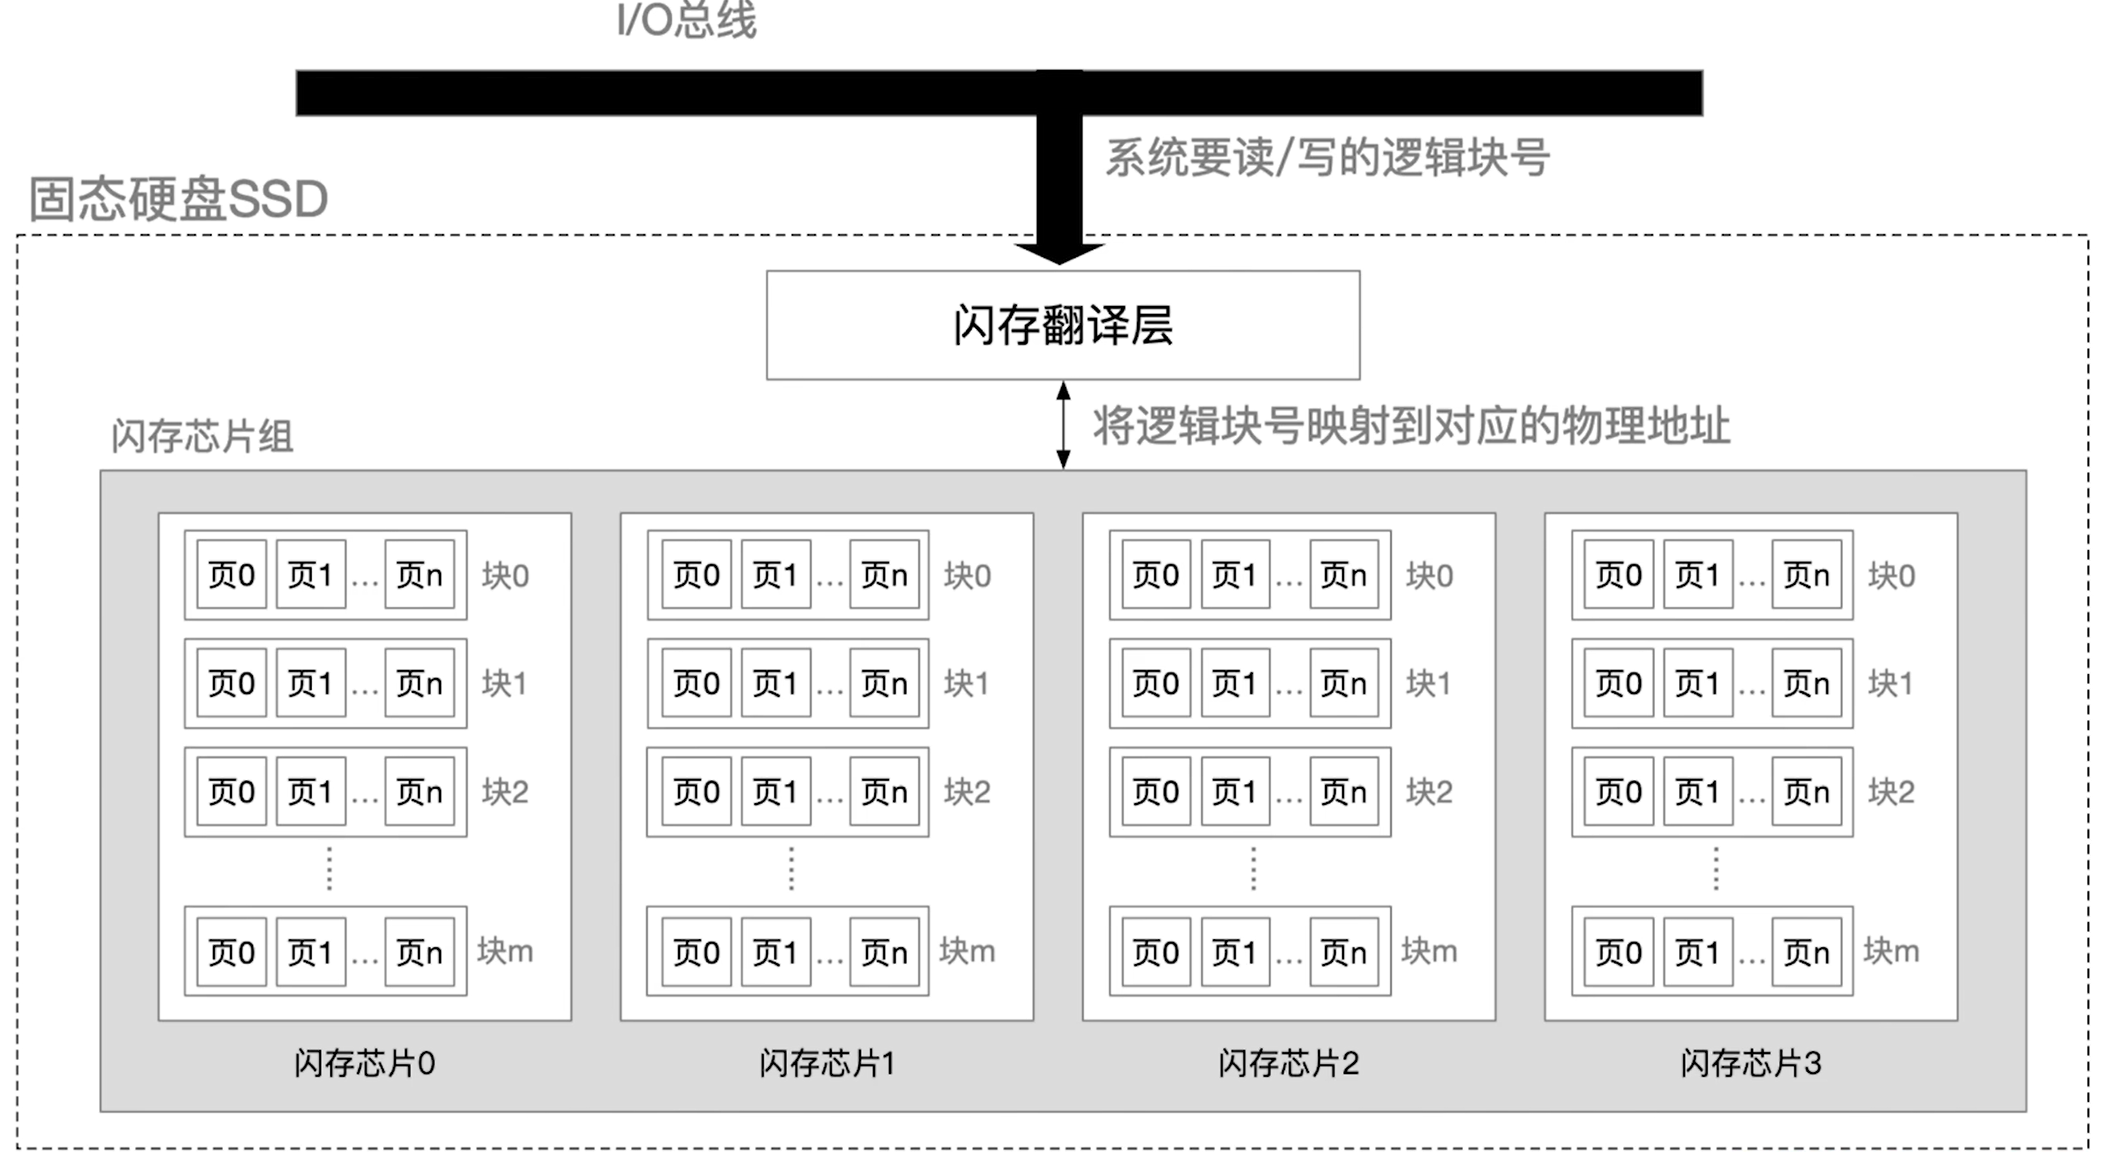 I/O总线
系统要读/写的逻辑块号
固态硬盘SSD
闪存翻译层
将逻辑块号映射到对应的物理地址
闪存芯片组
页0 页1 ... 页n 块0 页0 页1 ... 页n 块0 页0 页1 ... 页n 块0 页0 页1 ... 页n 块0
页0 页1 ... 页n 块1 页0 页1 ... 页n 块1 页0 页1 ... 页n 块1 页0 页1 ... 页n 块1
页0 页1 ... 页n 块2 页0 页1 ... 页n 块2 页0 页1 ... 页n 块2 页0 页1 ... 页n 块2
页0 页1 ... 页n 块m 页0 页1 ... 页n 块m 页0 页1 ... 页n 块m 页0 页1 ... 页n 块m
闪存芯片0 闪存芯片1 闪存芯片2 闪存芯片3